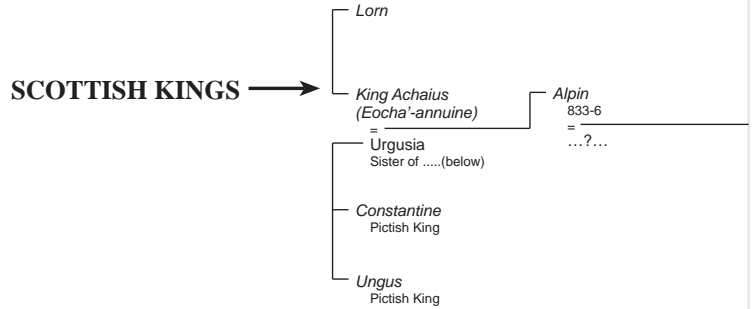 Lorn
SCOTTISH KINGS
King Achaius
(Eocha'-annuine)
=
Urgusia
Sister of .....(below)
Alpin
833-6
=
...?...
Constantine
Pictish King
Ungus
Pictish King